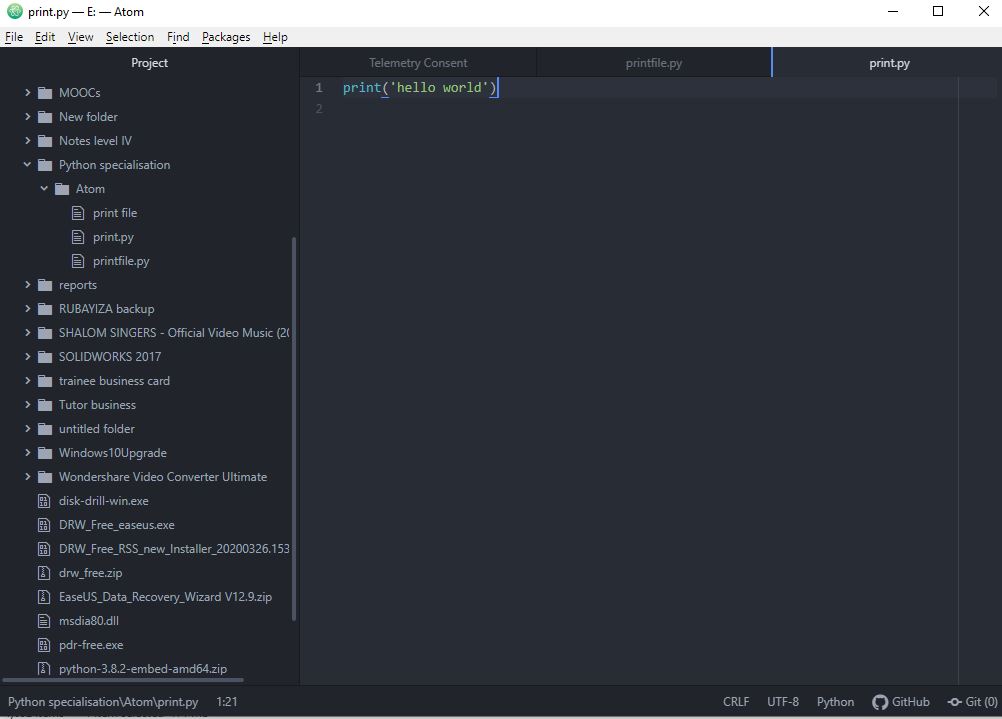 print.py — E: — Atom
File Edit View Selection Find Packages Help
Project
Telemetry Consent
printfile.py
print.py
MOOCs
New folder
Notes level IV
Python specialisation
Atom
print file
print.py
printfile.py
reports
RUBAYIZA backup
SHALOM SINGERS - Official Video Music (20
SOLIDWORKS 2017
trainee business card
Tutor business
untitled folder
Windows10Upgrade
Wondershare Video Converter Ultimate
disk-drill-win.exe
DRW_Free_easeus.exe
DRW_Free_RSS_new_Installer_20200326.153
drw_free.zip
EaseUS_Data_Recovery_Wizard V12.9.zip
msdia80.dll
pdr-free.exe
python-3.8.2-embed-amd64.zip
1 print('hello world')
2
Python specialisation\Atom\print.py 1:21
CRLF UTF-8 Python GitHub Git (0)